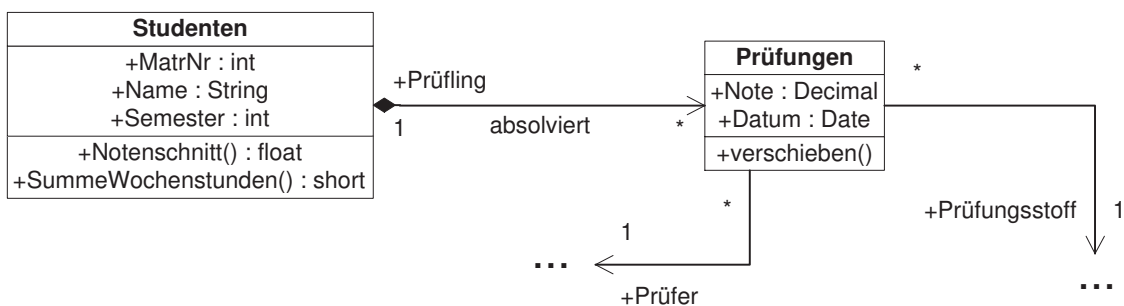 Studenten
+MatrNr : int
+Name : String
+Semester : int
+Notenschnitt() : float
+SummeWochenstunden() : short
+Prüfling
1
absolviert
*
Prüfungen
+Note : Decimal
+Datum : Date
+verschieben()
*
+Prüfungsstoff
1
...
*
1
...
+Prüfer